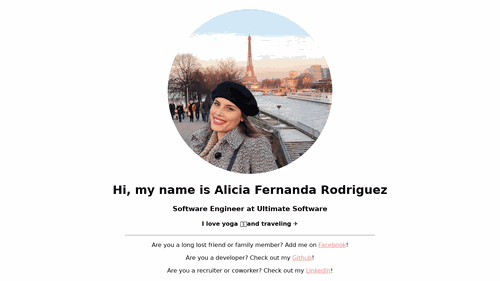 Hi, my name is Alicia Fernanda Rodriguez
Software Engineer at Ultimate Software
I love yoga and traveling ✈
Are you a long lost friend or family member? Add me on Facebook!
Are you a developer? Check out my Github!
Are you a recruiter or coworker? Check out my LinkedIn!